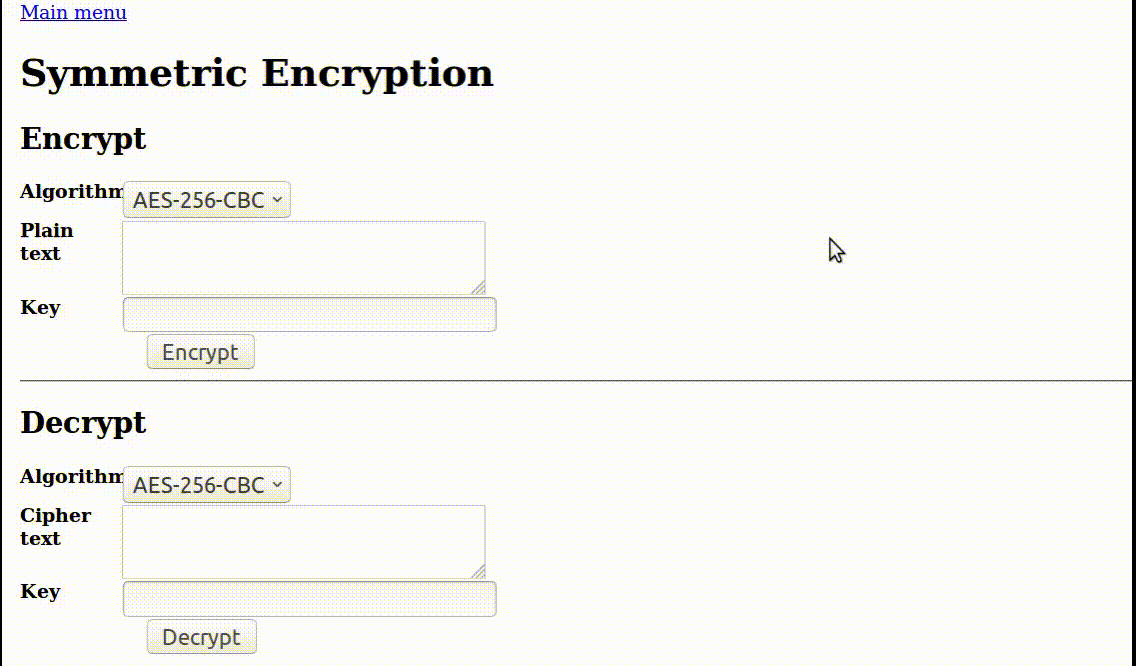 Main menu
Symmetric Encryption
Encrypt
Algorithm AES-256-CBC
Plain
text
Key
Encrypt
Decrypt
Algorithm AES-256-CBC
Cipher
text
Key
Decrypt